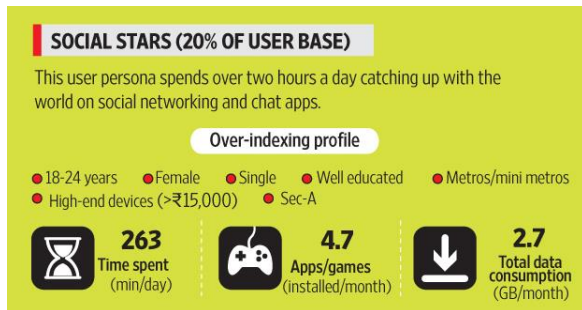 SOCIAL STARS (20% OF USER BASE)
This user persona spends over two hours a day catching up with the
world on social networking and chat apps.
Over-indexing profile
18-24 years Female Single Well educated Metros/mini metros
High-end devices (>₹15,000) Sec-A
263
Time spent
(min/day)
4.7
Apps/games
(installed/month)
2.7
Total data
consumption
(GB/month)